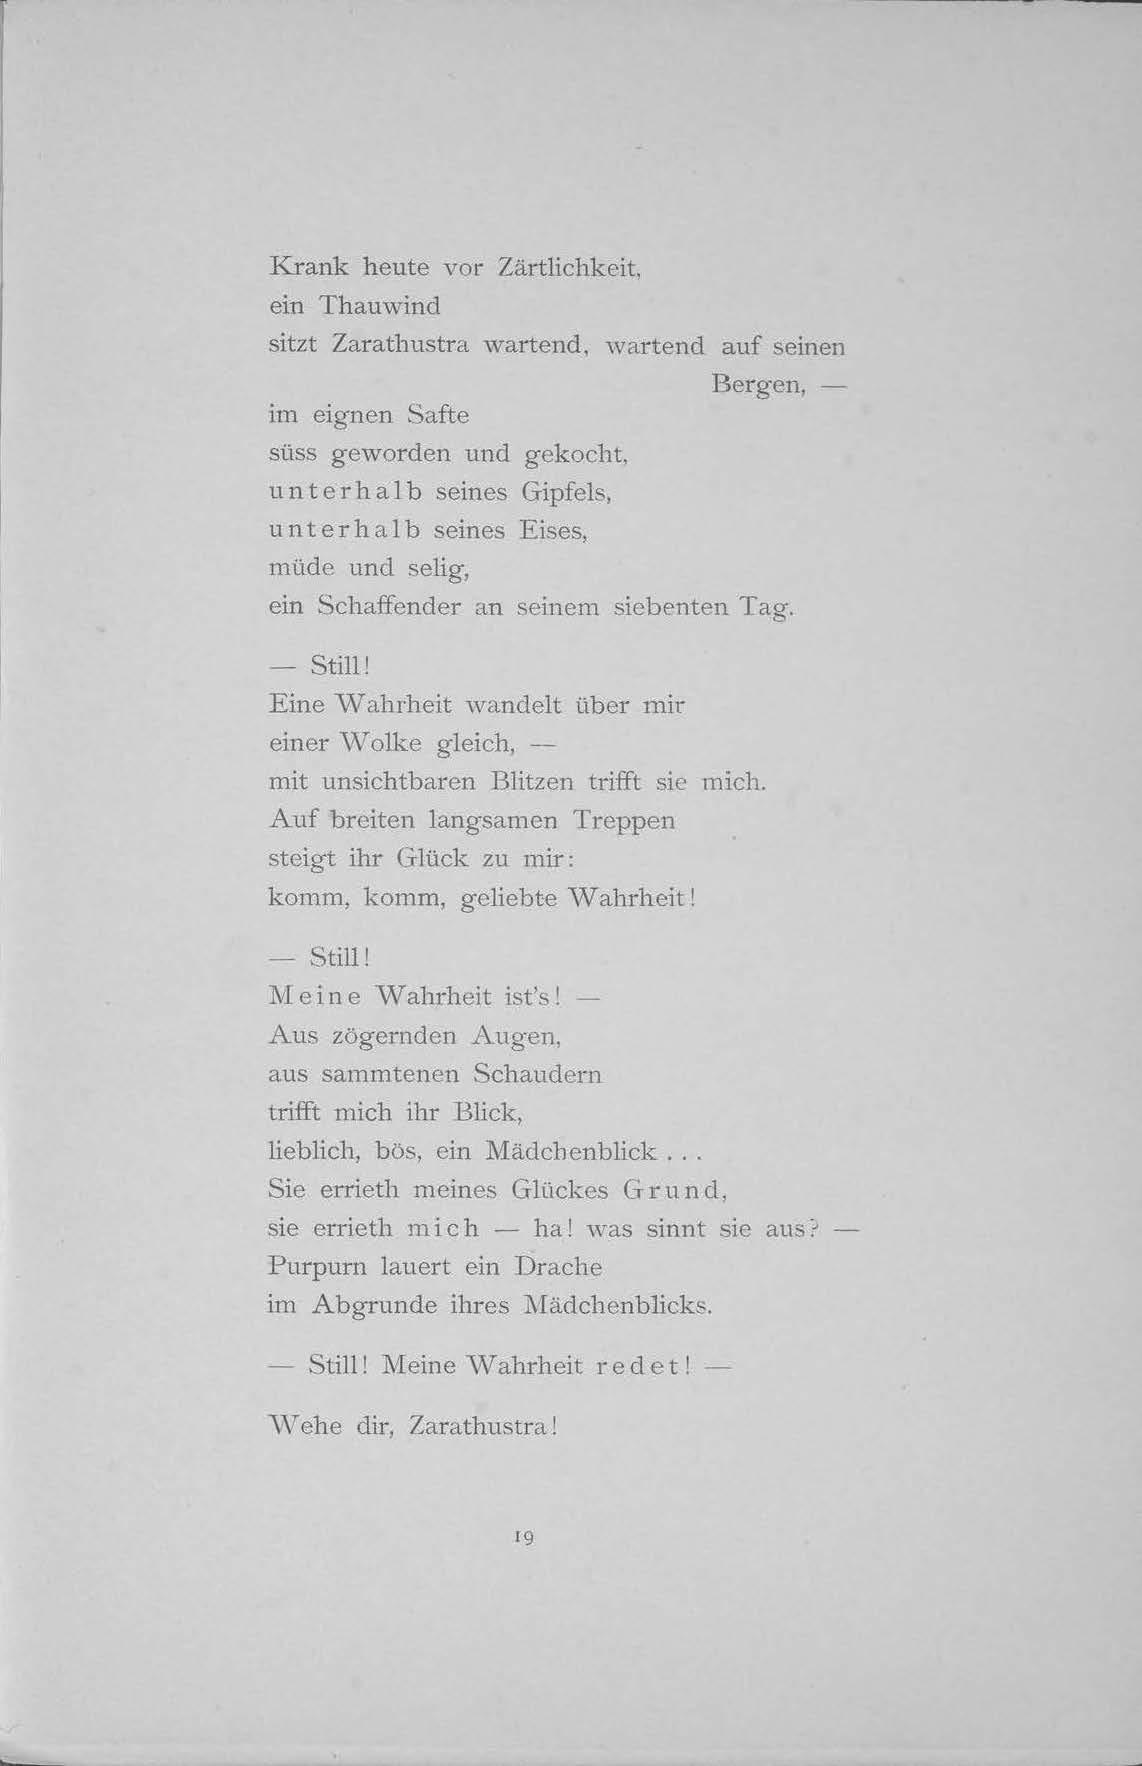 Krank heute vor Zärtlichkeit,
ein Thauwind
sitzt Zarathustra wartend, wartend auf seinen
Bergen, —
im eignen Safte
süss geworden und gekocht,
unterhalb seines Gipfels,
unterhalb seines Eises,
müde und selig,
ein Schaffender an seinem siebenten Tag.
— Still!
Eine Wahrheit wandelt über mir
einer Wolke gleich, —
mit unsichtbaren Blitzen trifft sie mich.
Auf breiten langsamen Treppen
steigt ihr Glück zu mir:
komm, komm, geliebte Wahrheit!
— Still!
Meine Wahrheit ist's! —
Aus zögernden Augen,
aus sammtenen Schaudern
trifft mich ihr Blick,
lieblich, bös, ein Mädchenblick . . .
Sie errieth meines Glückes Grund,
sie errieth mich — ha! was sinnt sie aus? —
Purpurn lauert ein Drache
im Abgrunde ihres Mädchenblicks.
— Still! Meine Wahrheit redet! —
Wehe dir, Zarathustra!
19